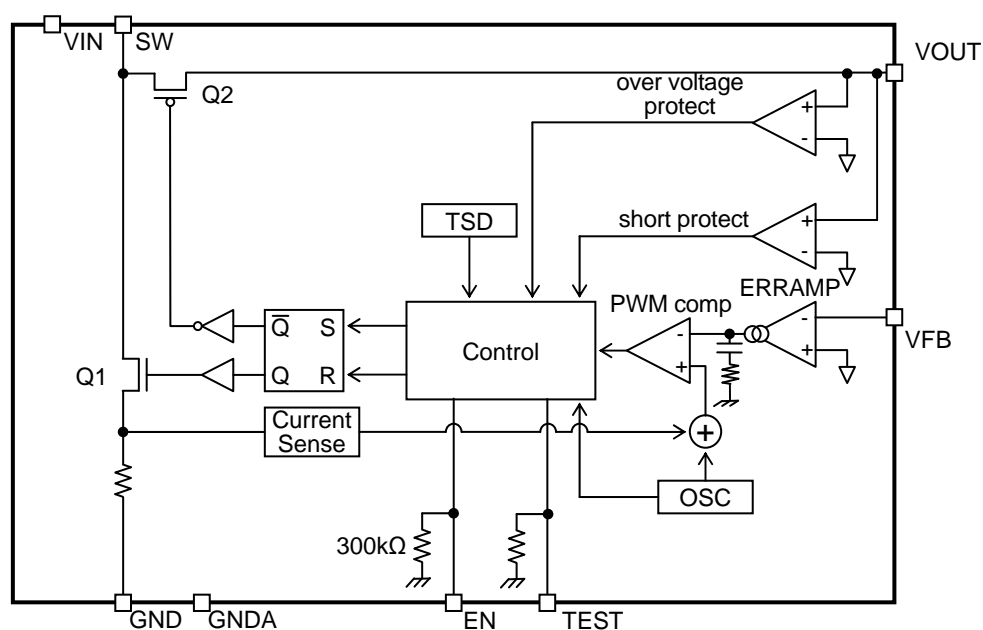 VIN
SW
VOUT
Q2
over voltage
protect
+
-
TSD
short protect
+
-
PWM comp
ERRAMP
VFB
Q̅
S
Q
R
Control
-
+
-
+
Q1
Current
Sense
+
OSC
300kΩ
GND
GNDA
EN
TEST